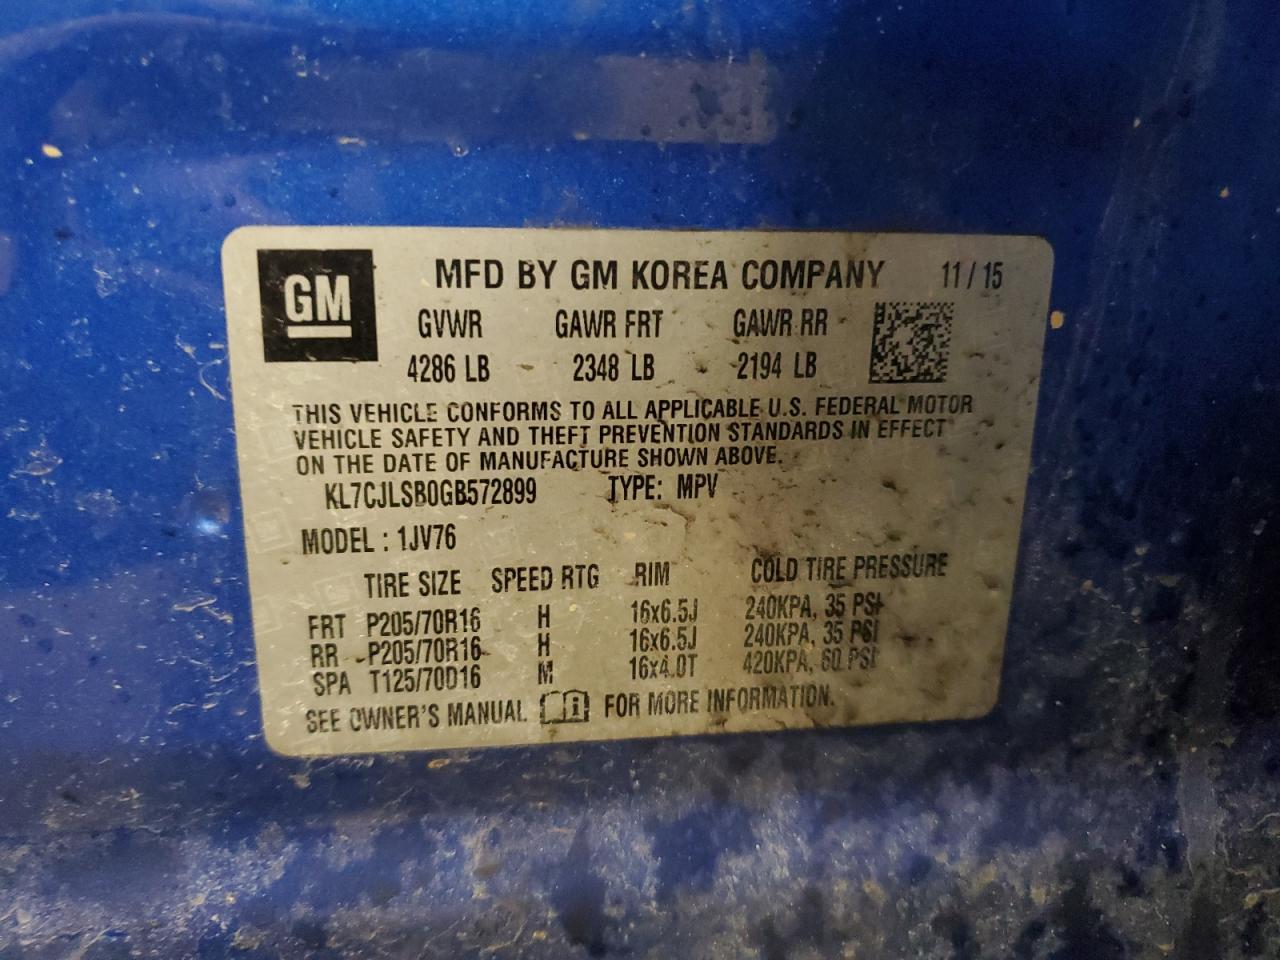 GM MFD BY GM KOREA COMPANY 11 / 15
GVWR GAWR FRT GAWR RR
4286 LB 2348 LB 2194 LB
THIS VEHICLE CONFORMS TO ALL APPLICABLE U.S. FEDERAL MOTOR
VEHICLE SAFETY AND THEFT PREVENTION STANDARDS IN EFFECT
ON THE DATE OF MANUFACTURE SHOWN ABOVE.
KL7CJLSB0GB572899 TYPE: MPV
MODEL : 1JV76
TIRE SIZE SPEED RTG RIM COLD TIRE PRESSURE
FRT P205/70R16 H 16x6.5J 240KPA, 35 PSI
RR P205/70R16 H 16x6.5J 240KPA, 35 PSI
SPA T125/70D16 M 16x4.0T 420KPA, 60 PSI
SEE OWNER'S MANUAL FOR MORE INFORMATION.